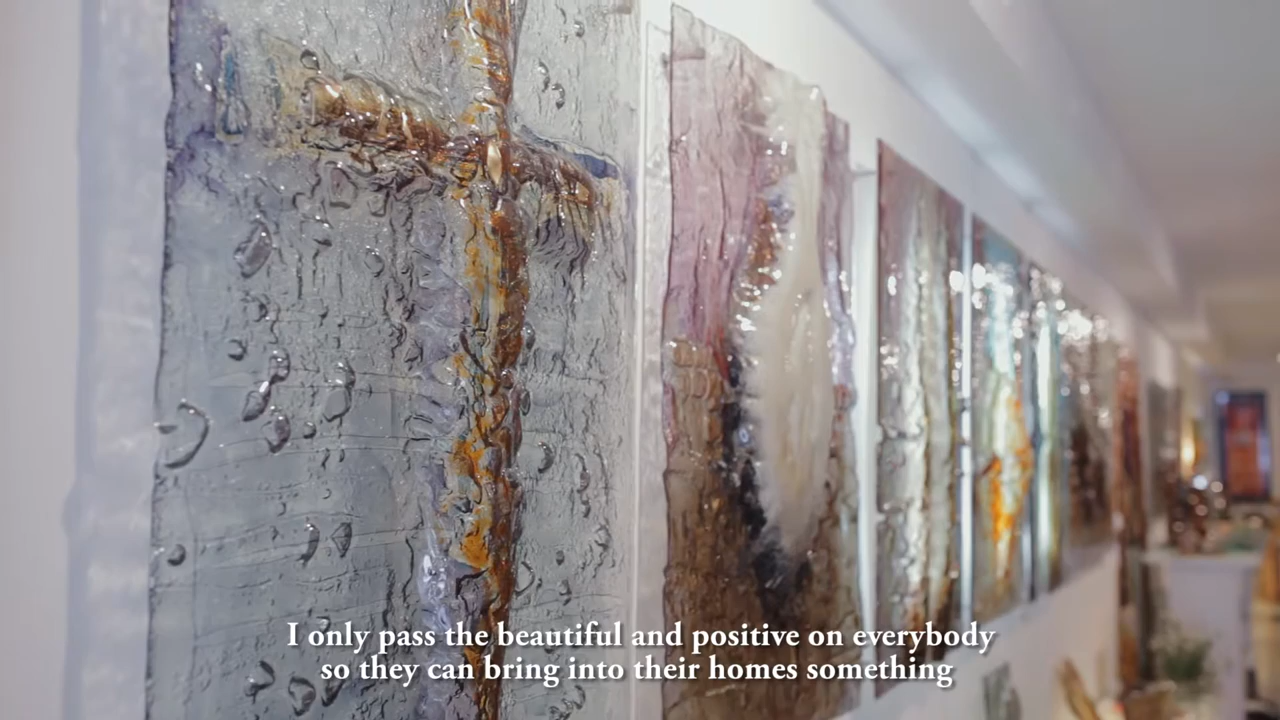 I only pass the beautiful and positive on everybody
so they can bring into their homes something